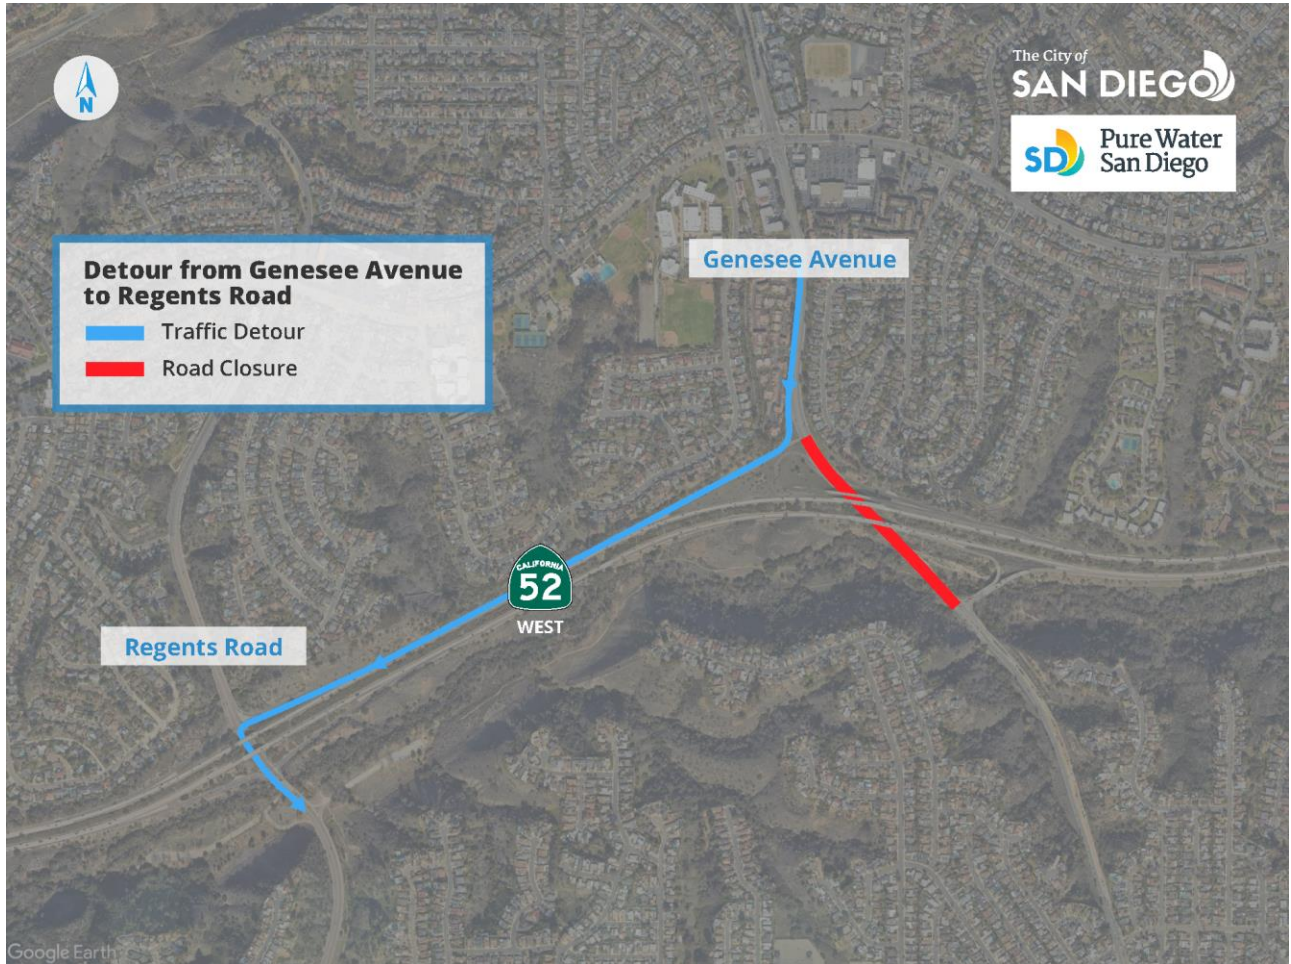 N
The City of
SAN DIEGO
SD
Pure Water
San Diego
Detour from Genesee Avenue
to Regents Road
Traffic Detour
Road Closure
Genesee Avenue
CALIFORNIA
52
WEST
Regents Road
Google Earth